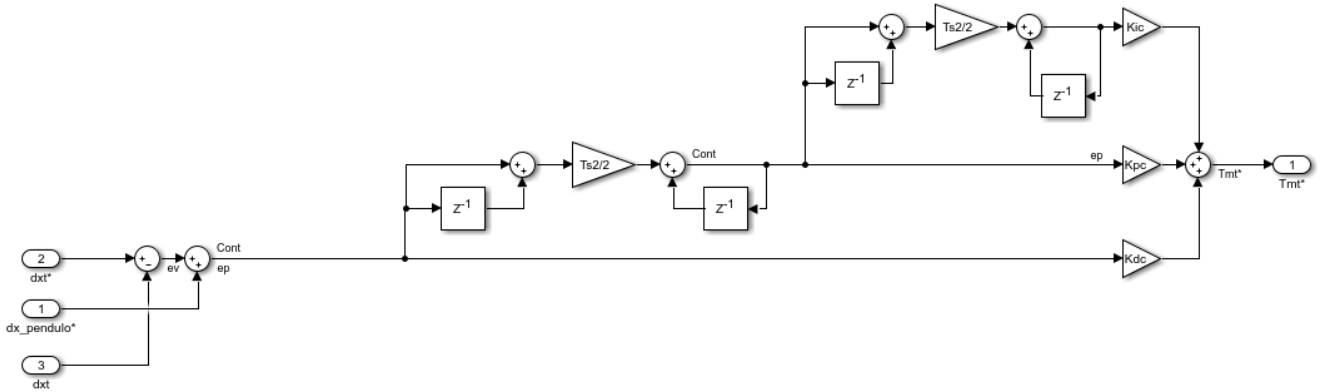 Ts2/2
Kic
Z-1
Z-1
Ts2/2
Cont
ep
Kpc
Tmt*
1
Tmt*
Z-1
Z-1
2
dxt*
ev
Cont
ep
Kdc
1
dx_pendulo*
3
dxt